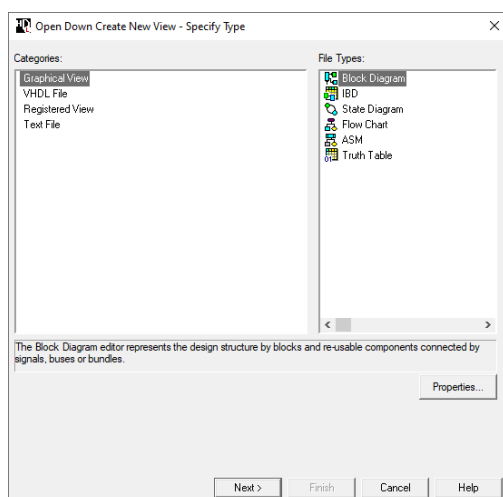 Open Down Create New View - Specify Type
Categories:
File Types:
Graphical View
VHDL File
Registered View
Text File
Block Diagram
IBD
State Diagram
Flow Chart
ASM
Truth Table
The Block Diagram editor represents the design structure by blocks and re-usable components connected by
signals, buses or bundles.
Properties...
Next >
Finish
Cancel
Help